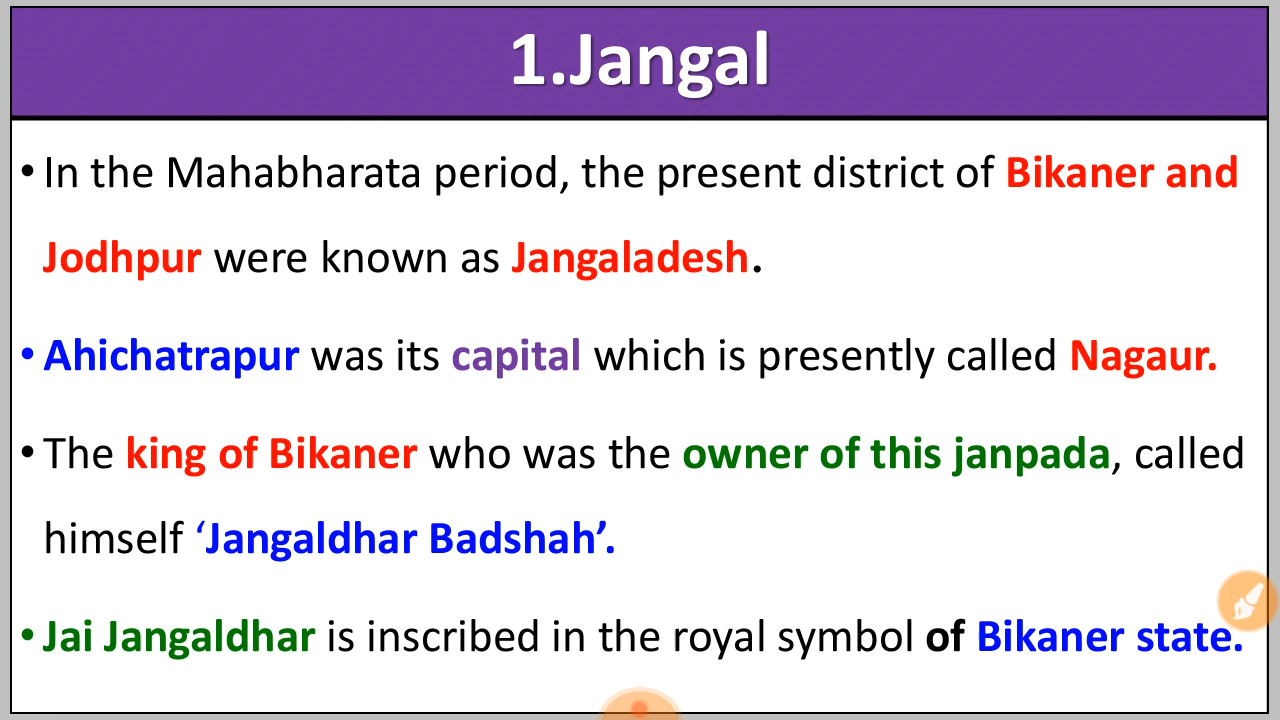 1.Jangal
• In the Mahabharata period, the present district of Bikaner and
Jodhpur were known as Jangaladesh.
• Ahichatrapur was its capital which is presently called Nagaur.
• The king of Bikaner who was the owner of this janpada, called
himself ‘Jangaldhar Badshah’.
• Jai Jangaldhar is inscribed in the royal symbol of Bikaner state.